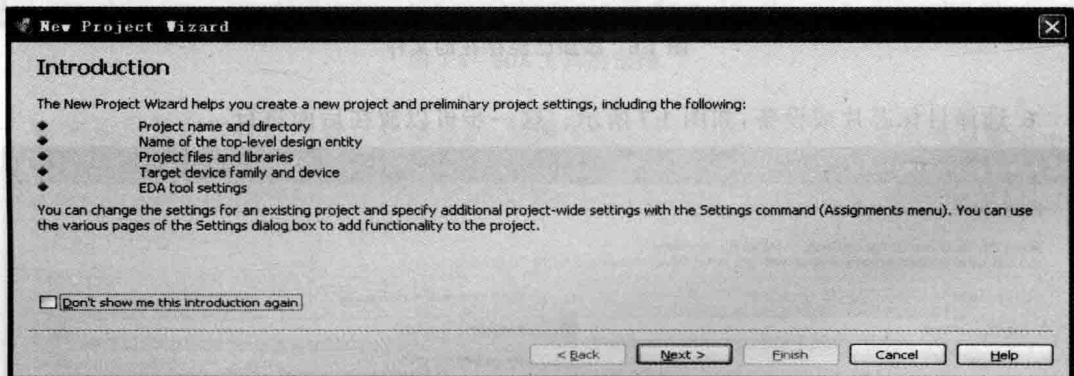 New Project Wizard
Introduction
The New Project Wizard helps you create a new project and preliminary project settings, including the following:
Project name and directory
Name of the top-level design entity
Project files and libraries
Target device family and device
EDA tool settings
You can change the settings for an existing project and specify additional project-wide settings with the Settings command (Assignments menu). You can use
the various pages of the Settings dialog box to add functionality to the project.
Don't show me this introduction again
< Back
Next >
Finish
Cancel
Help